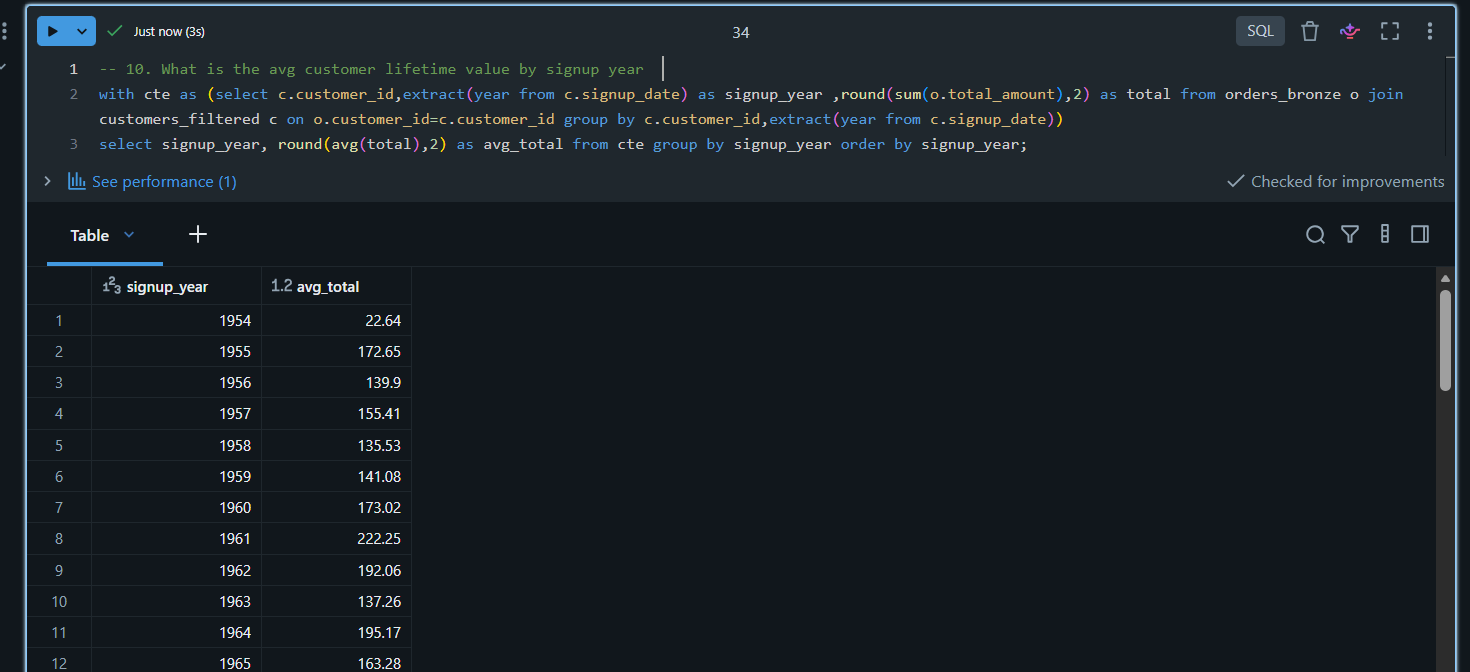 Just now (3s)
34
SQL
1 -- 10. What is the avg customer lifetime value by signup year
2 with cte as (select c.customer_id,extract(year from c.signup_date) as signup_year ,round(sum(o.total_amount),2) as total from orders_bronze o join
customers_filtered c on o.customer_id=c.customer_id group by c.customer_id,extract(year from c.signup_date))
3 select signup_year, round(avg(total),2) as avg_total from cte group by signup_year order by signup_year;
See performance (1)
Checked for improvements
Table
123 signup_year 1.2 avg_total
1 1954 22.64
2 1955 172.65
3 1956 139.9
4 1957 155.41
5 1958 135.53
6 1959 141.08
7 1960 173.02
8 1961 222.25
9 1962 192.06
10 1963 137.26
11 1964 195.17
12 1965 163.28